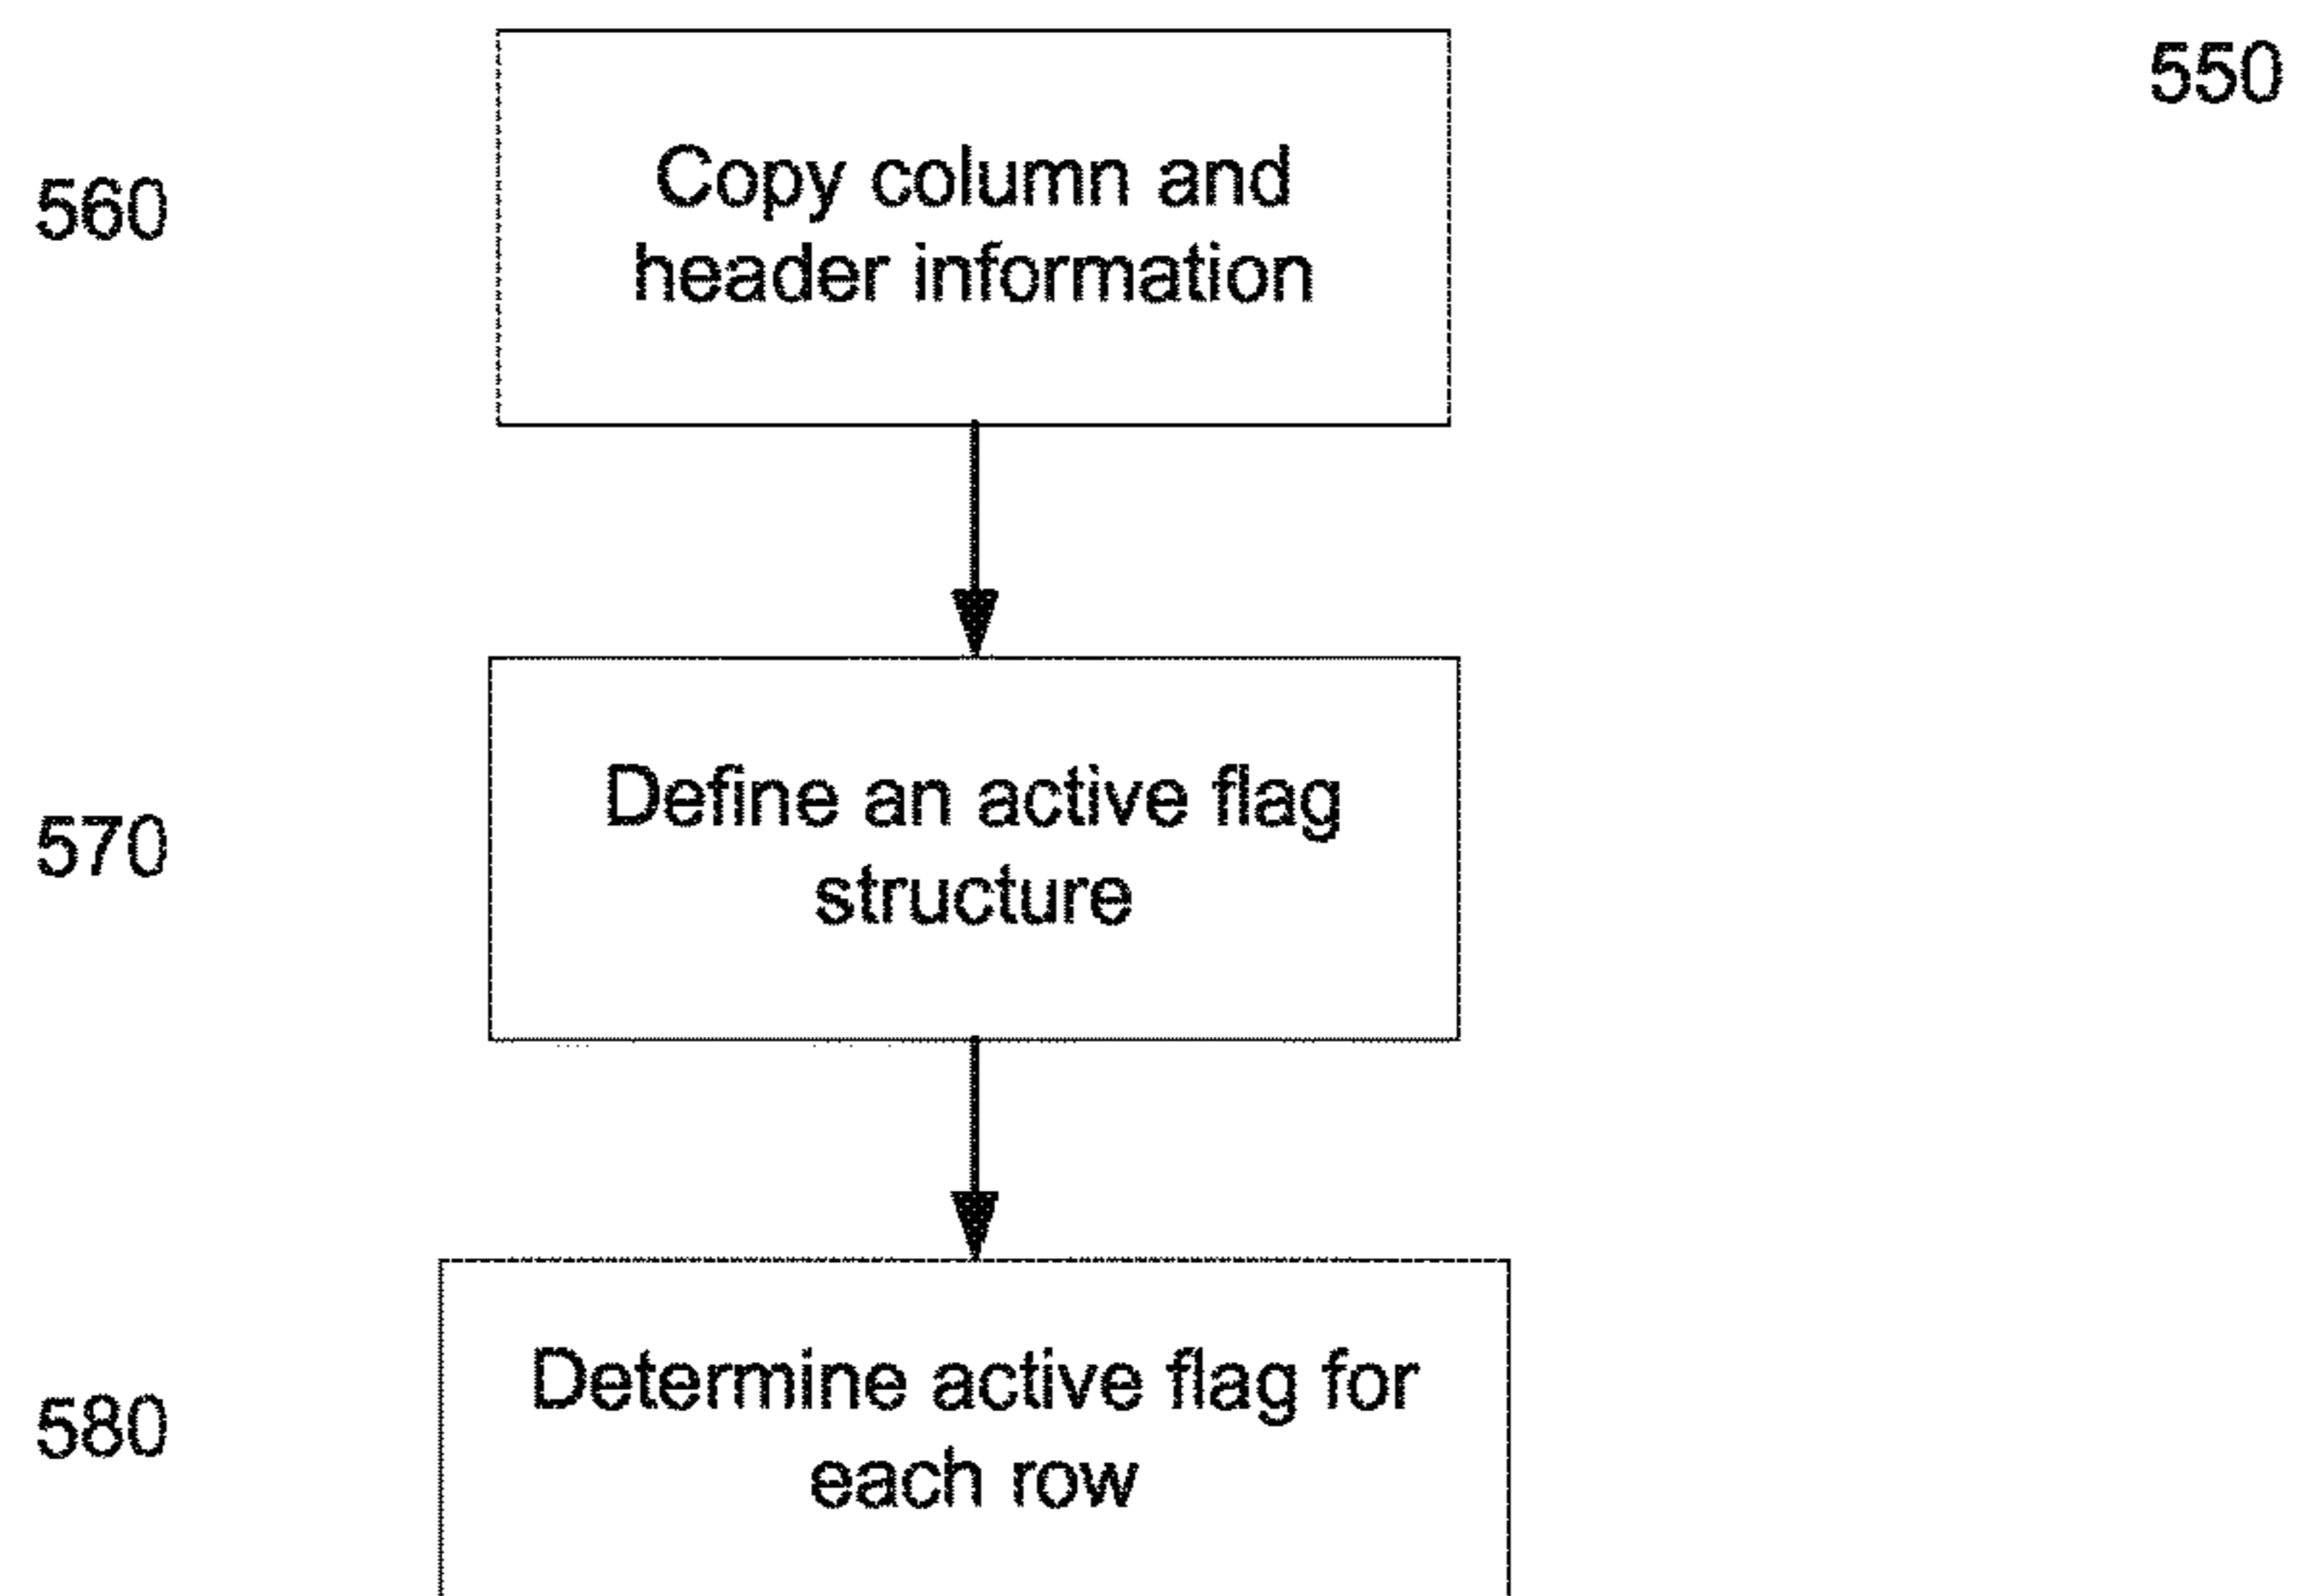 550
560
Copy column and
header information
570
Define an active flag
structure
580
Determine active flag for
each row